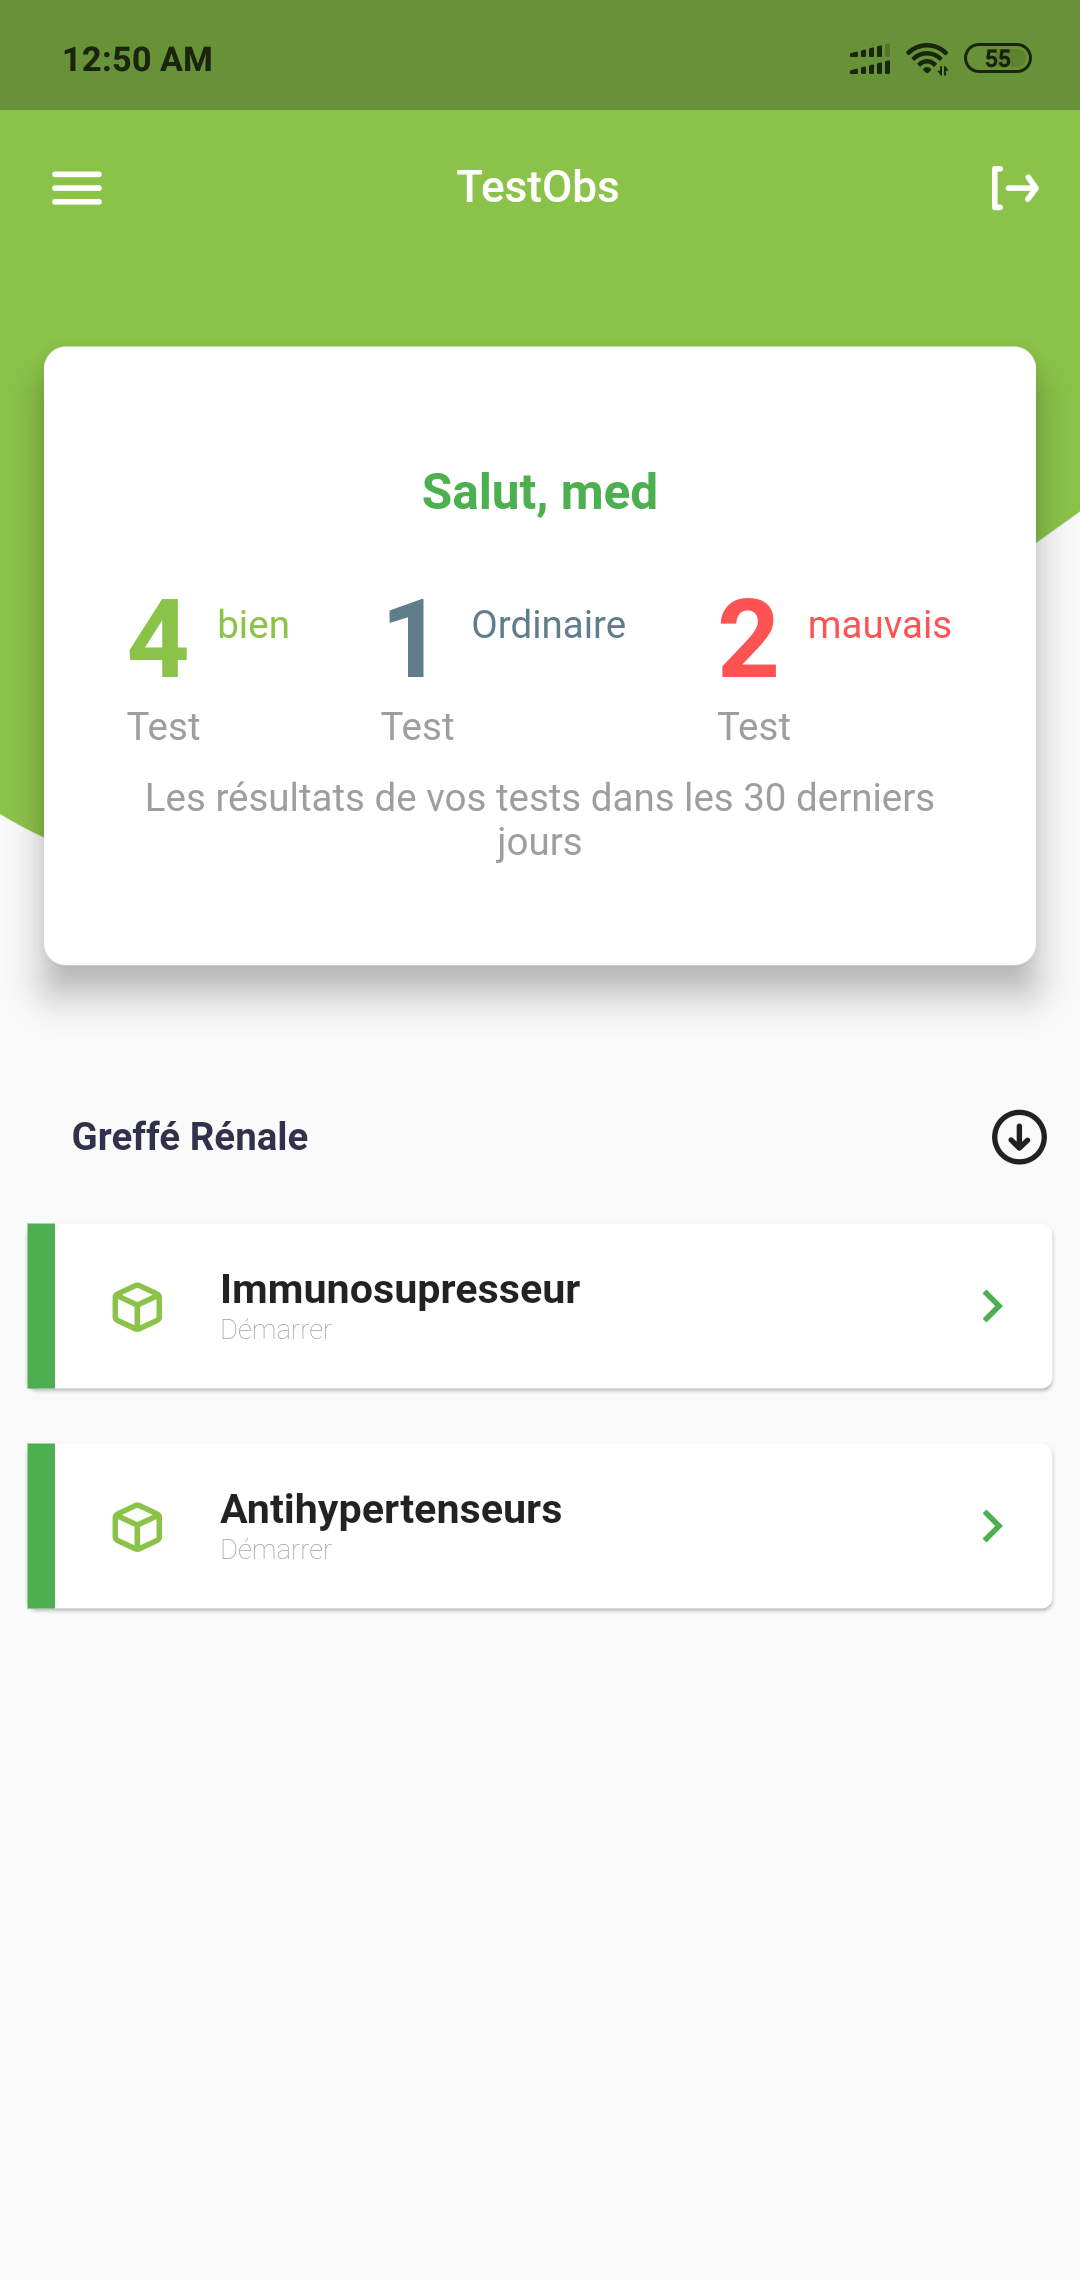 12:50 AM
55
TestObs
Salut, med
4 bien 1 Ordinaire 2 mauvais
Test Test Test
Les résultats de vos tests dans les 30 derniers
jours
Greffé Rénale
Immunosupresseur
Démarrer
Antihypertenseurs
Démarrer